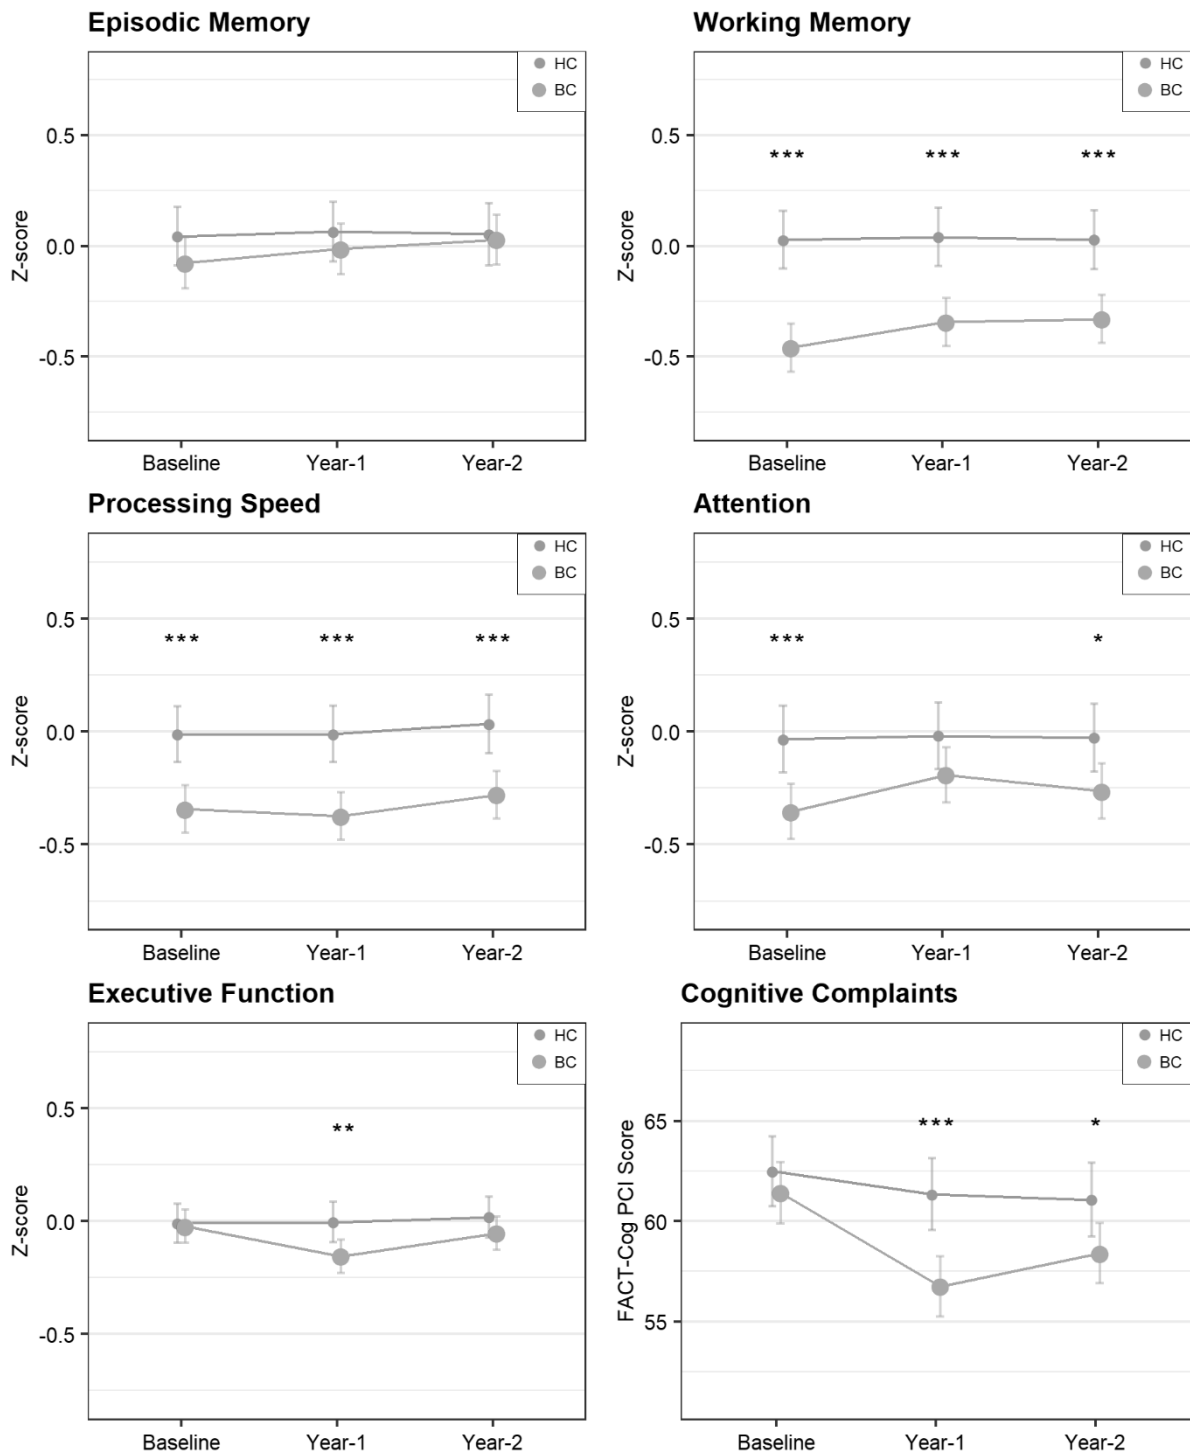 Episodic Memory
HC
BC
0.5
0.0
-0.5
Z-score
Baseline Year-1 Year-2
Working Memory
HC
BC
0.5
*** *** ***
0.0
-0.5
Z-score
Baseline Year-1 Year-2
Processing Speed
HC
BC
0.5
*** *** ***
0.0
-0.5
Z-score
Baseline Year-1 Year-2
Attention
HC
BC
0.5
*** *
0.0
-0.5
Z-score
Baseline Year-1 Year-2
Executive Function
HC
BC
0.5
**
0.0
-0.5
Z-score
Baseline Year-1 Year-2
Cognitive Complaints
HC
BC
65
*** *
60
55
FACT-Cog PCI Score
Baseline Year-1 Year-2